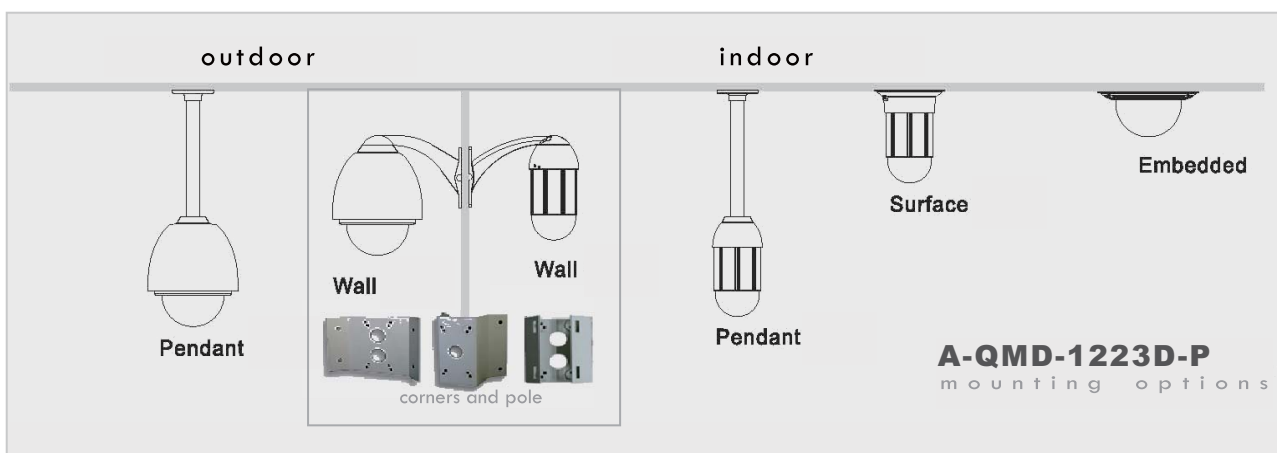 outdoor
indoor
Embedded
Surface
Wall
Wall
Pendant
Pendant
corners and pole
A-QMD-1223D-P
mounting options